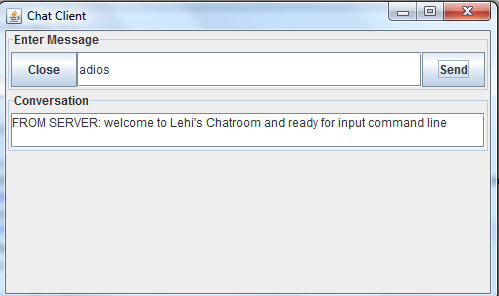 Chat Client
Enter Message
Close adios Send
Conversation
FROM SERVER: welcome to Lehi's Chatroom and ready for input command line